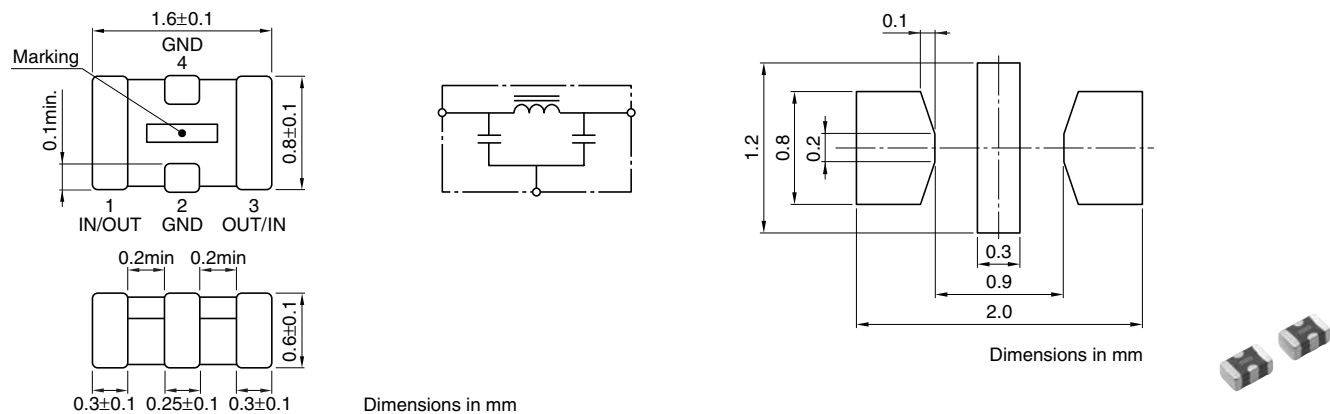 1.6±0.1
GND
4
Marking
0.1min.
0.8±0.1
1 2 3
IN/OUT GND OUT/IN
0.2min 0.2min
0.6±0.1
0.3±0.1 0.25±0.1 0.3±0.1
Dimensions in mm
0.1
1.2
0.8
0.2
0.3
0.9
2.0
Dimensions in mm